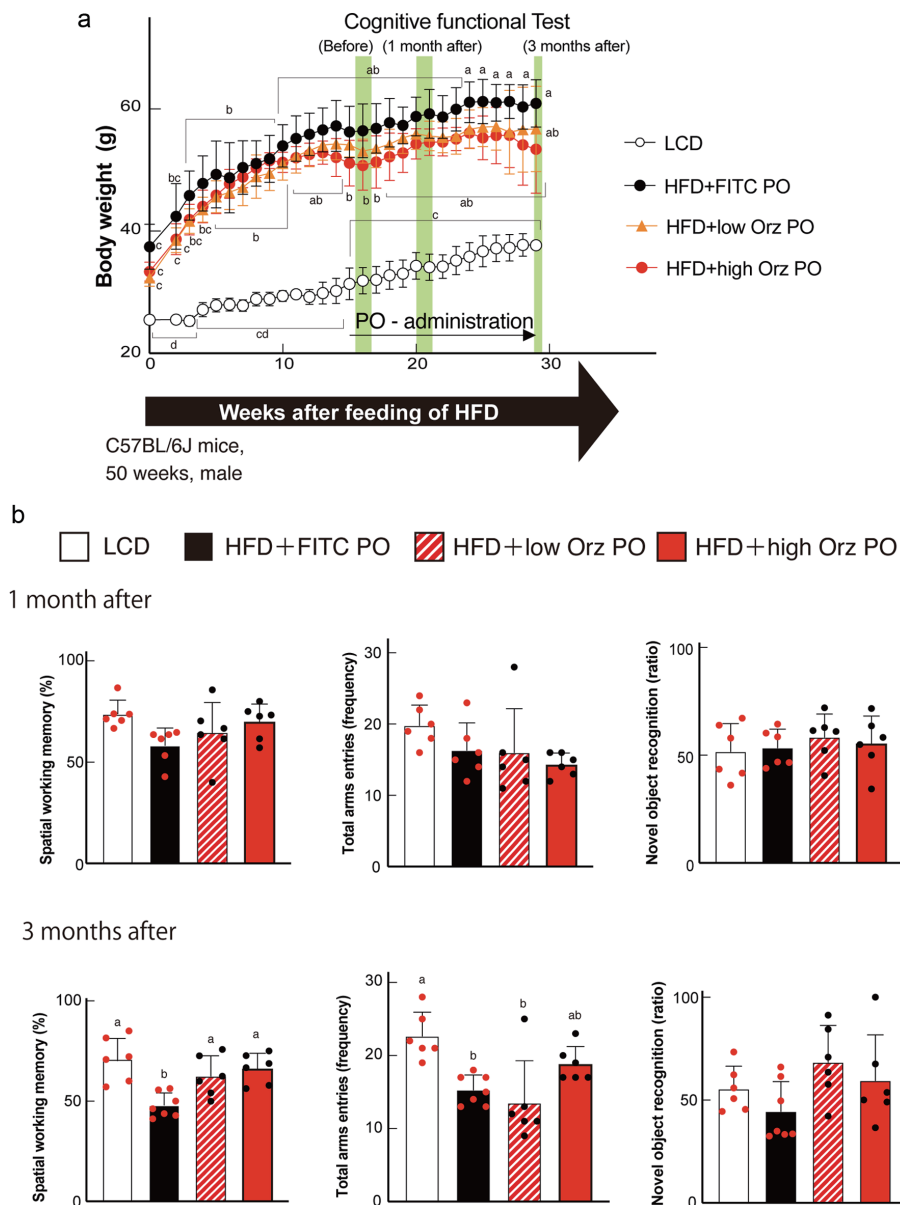 a
Cognitive functional Test
(Before) (1 month after) (3 months after)
Body weight (g)
60
40
20
ab
a a a a a a
b
a
bc
ab
c
bc
bc
c
c
c
b
ab
b
b
b
ab
c
d
cd
PO - administration
0 10 20 30
LCD
HFD+FITC PO
HFD+low Orz PO
HFD+high Orz PO
Weeks after feeding of HFD
C57BL/6J mice,
50 weeks, male
b
LCD HFD+FITC PO HFD+low Orz PO HFD+high Orz PO
1 month after
Spatial working memory (%)
100
50
0
Total arms entries (frequency)
30
20
10
0
Novel object recognition (ratio)
100
50
0
3 months after
Spatial working memory (%)
100
50
0
a b a a
Total arms entries (frequency)
30
20
10
0
a b b ab
Novel object recognition (ratio)
100
50
0